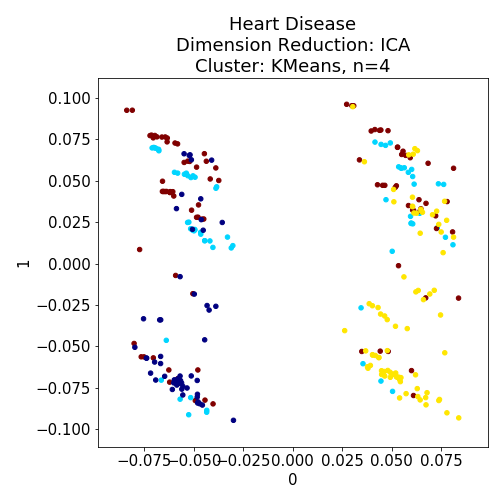 Heart Disease
Dimension Reduction: ICA
Cluster: KMeans, n=4
0.100
0.075
0.050
0.025
0.000
−0.025
−0.050
−0.075
−0.100
1
−0.075−0.050−0.0250.000 0.025 0.050 0.075
0